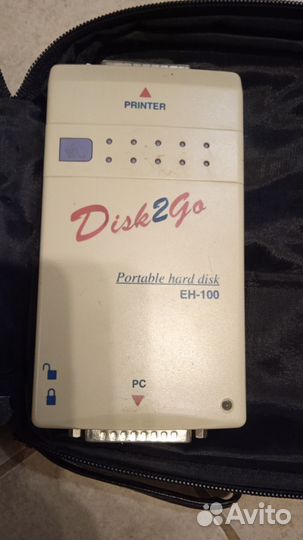 PRINTER
Disk2Go
Portable hard disk
EH-100
PC
Avito